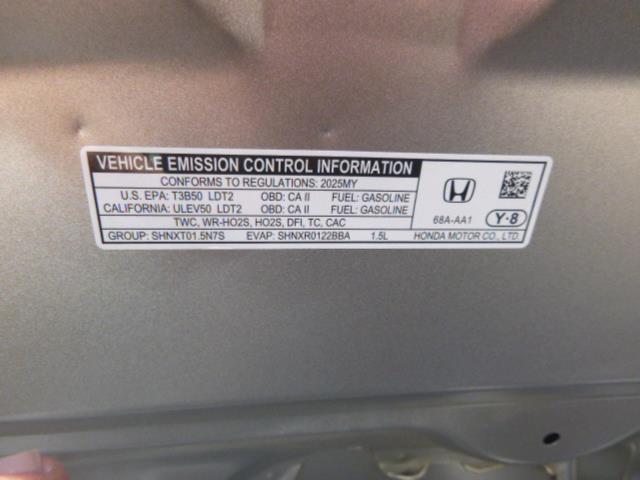 VEHICLE EMISSION CONTROL INFORMATION
CONFORMS TO REGULATIONS: 2025MY
U.S. EPA: T3B50 LDT2 OBD: CA II FUEL: GASOLINE
CALIFORNIA: ULEV50 LDT2 OBD: CA II FUEL: GASOLINE
TWC, WR-HO2S, HO2S, DFI, TC, CAC
GROUP: SHNXT01.5N7S EVAP: SHNXR0122BBA 1.5L
68A-AA1 Y·8
HONDA MOTOR CO., LTD.